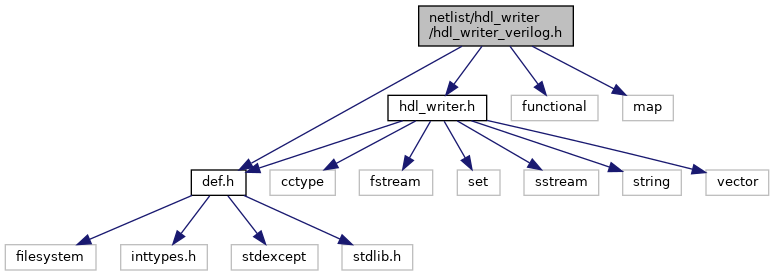 netlist/hdl_writer
/hdl_writer_verilog.h
hdl_writer.h
functional
map
def.h
cctype
fstream
set
sstream
string
vector
filesystem
inttypes.h
stdexcept
stdlib.h